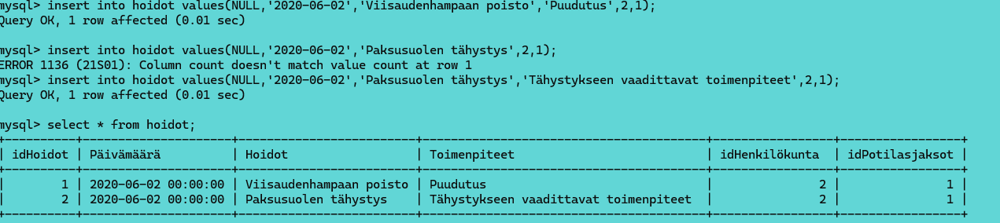 mysql> insert into hoidot values(NULL,'2020-06-02','Viisaudenhampaan poisto','Puudutus',2,1);
Query OK, 1 row affected (0.01 sec)
mysql> insert into hoidot values(NULL,'2020-06-02','Paksusuolen tähystys',2,1);
ERROR 1136 (21S01): Column count doesn't match value count at row 1
mysql> insert into hoidot values(NULL,'2020-06-02','Paksusuolen tähystys','Tähystykseen vaadittavat toimenpiteet',2,1);
Query OK, 1 row affected (0.01 sec)
mysql> select * from hoidot;
+----------+---------------------+-------------------------+----------------------------------------+----------------+----------------+
| idHoidot | Päivämäärä | Hoidot | Toimenpiteet | idHenkilökunta | idPotilasjaksot |
+----------+---------------------+-------------------------+----------------------------------------+----------------+----------------+
| 1 | 2020-06-02 00:00:00 | Viisaudenhampaan poisto | Puudutus | 2 | 1 |
| 2 | 2020-06-02 00:00:00 | Paksusuolen tähystys | Tähystykseen vaadittavat toimenpiteet | 2 | 1 |
+----------+---------------------+-------------------------+----------------------------------------+----------------+----------------+